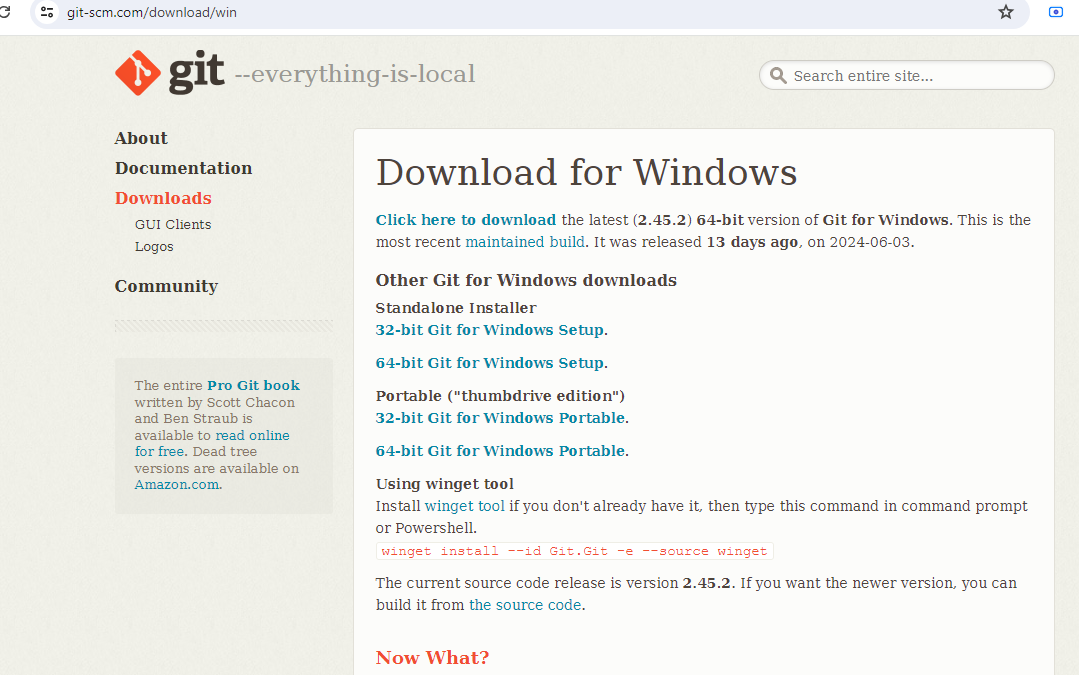 git-scm.com/download/win
git --everything-is-local
Search entire site...
About
Documentation
Downloads
GUI Clients
Logos
Community
The entire Pro Git book
written by Scott Chacon
and Ben Straub is
available to read online
for free. Dead tree
versions are available on
Amazon.com.
Download for Windows
Click here to download the latest (2.45.2) 64-bit version of Git for Windows. This is the
most recent maintained build. It was released 13 days ago, on 2024-06-03.
Other Git for Windows downloads
Standalone Installer
32-bit Git for Windows Setup.
64-bit Git for Windows Setup.
Portable ("thumbdrive edition")
32-bit Git for Windows Portable.
64-bit Git for Windows Portable.
Using winget tool
Install winget tool if you don't already have it, then type this command in command prompt
or Powershell.
winget install --id Git.Git -e --source winget
The current source code release is version 2.45.2. If you want the newer version, you can
build it from the source code.
Now What?